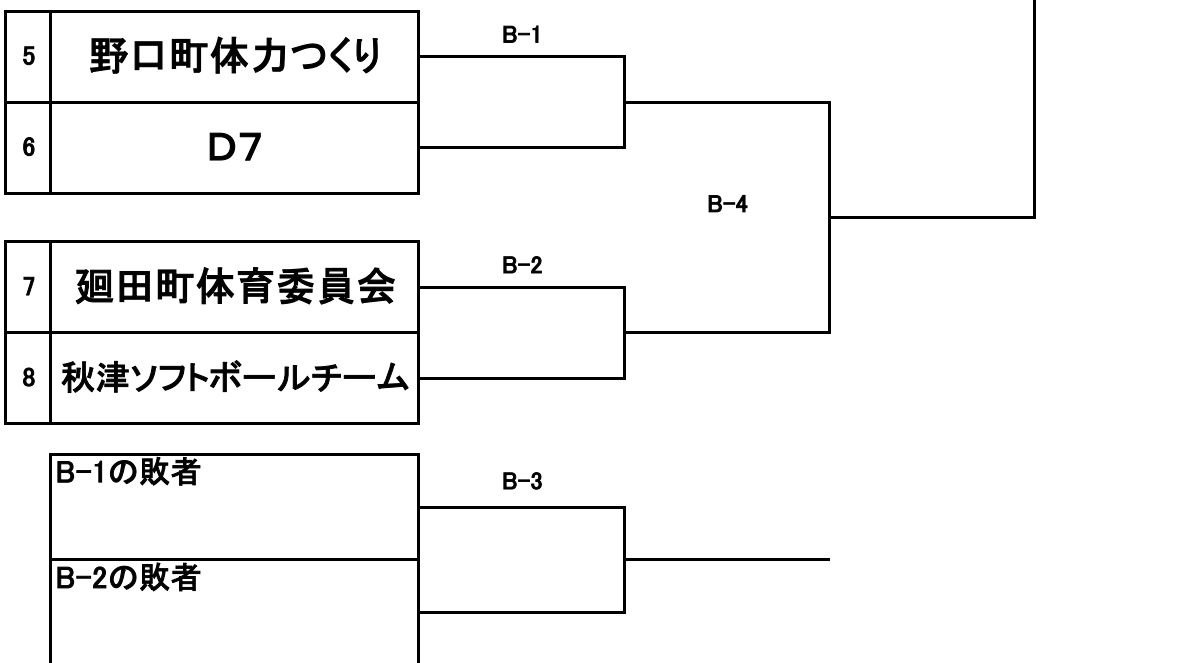 B-1
5 野口町体力つくり
6 D7
B-4
B-2
7 廻田町体育委員会
8 秋津ソフトボールチーム
B-1の敗者
B-3
B-2の敗者